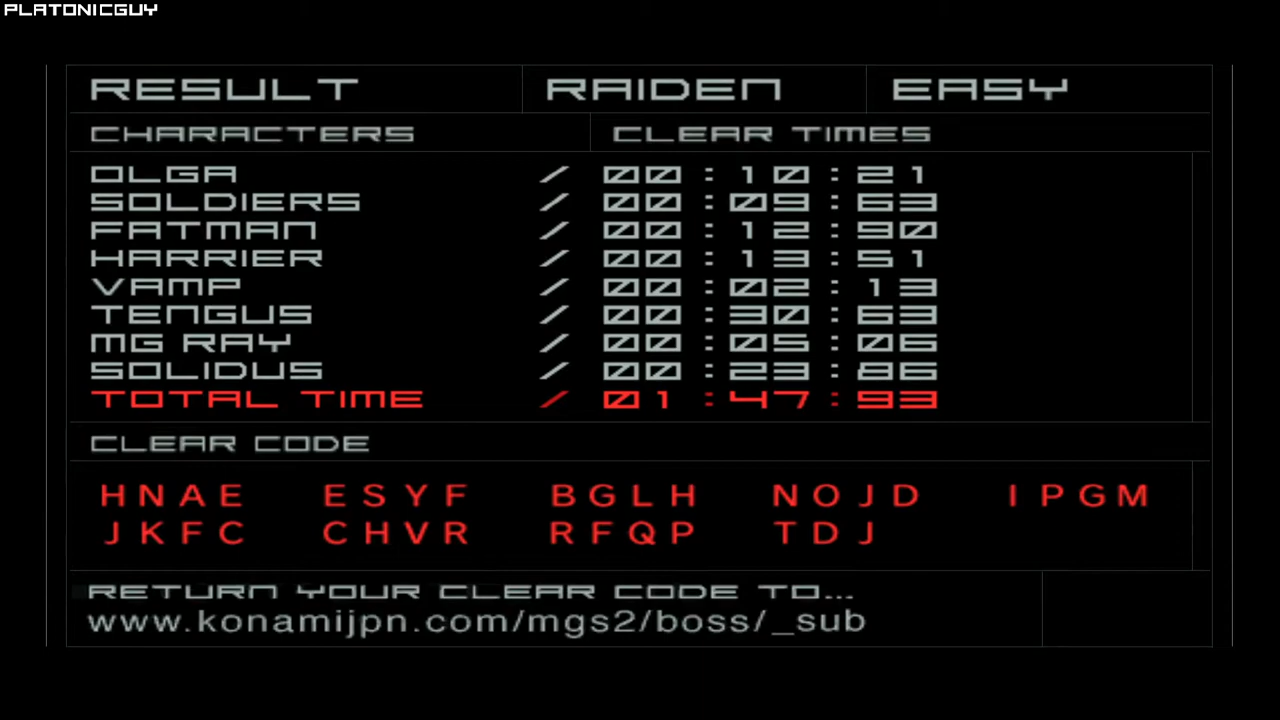 PLATONICGUY
RESULT RAIDEN EASY
CHARACTERS CLEAR TIMES
OLGA / 00 : 10 : 21
SOLDIERS / 00 : 09 : 63
FATMAN / 00 : 12 : 90
HARRIER / 00 : 13 : 51
VAMP / 00 : 02 : 13
TENGUS / 00 : 30 : 63
MG RAY / 00 : 05 : 06
SOLIDUS / 00 : 23 : 86
TOTAL TIME / 01 : 47 : 93
CLEAR CODE
HNAE ESYF BGLH NOJD IPGM
JKFC CHVR RFQP TDJ
RETURN YOUR CLEAR CODE TO...
www.konamijpn.com/mgs2/boss/_sub